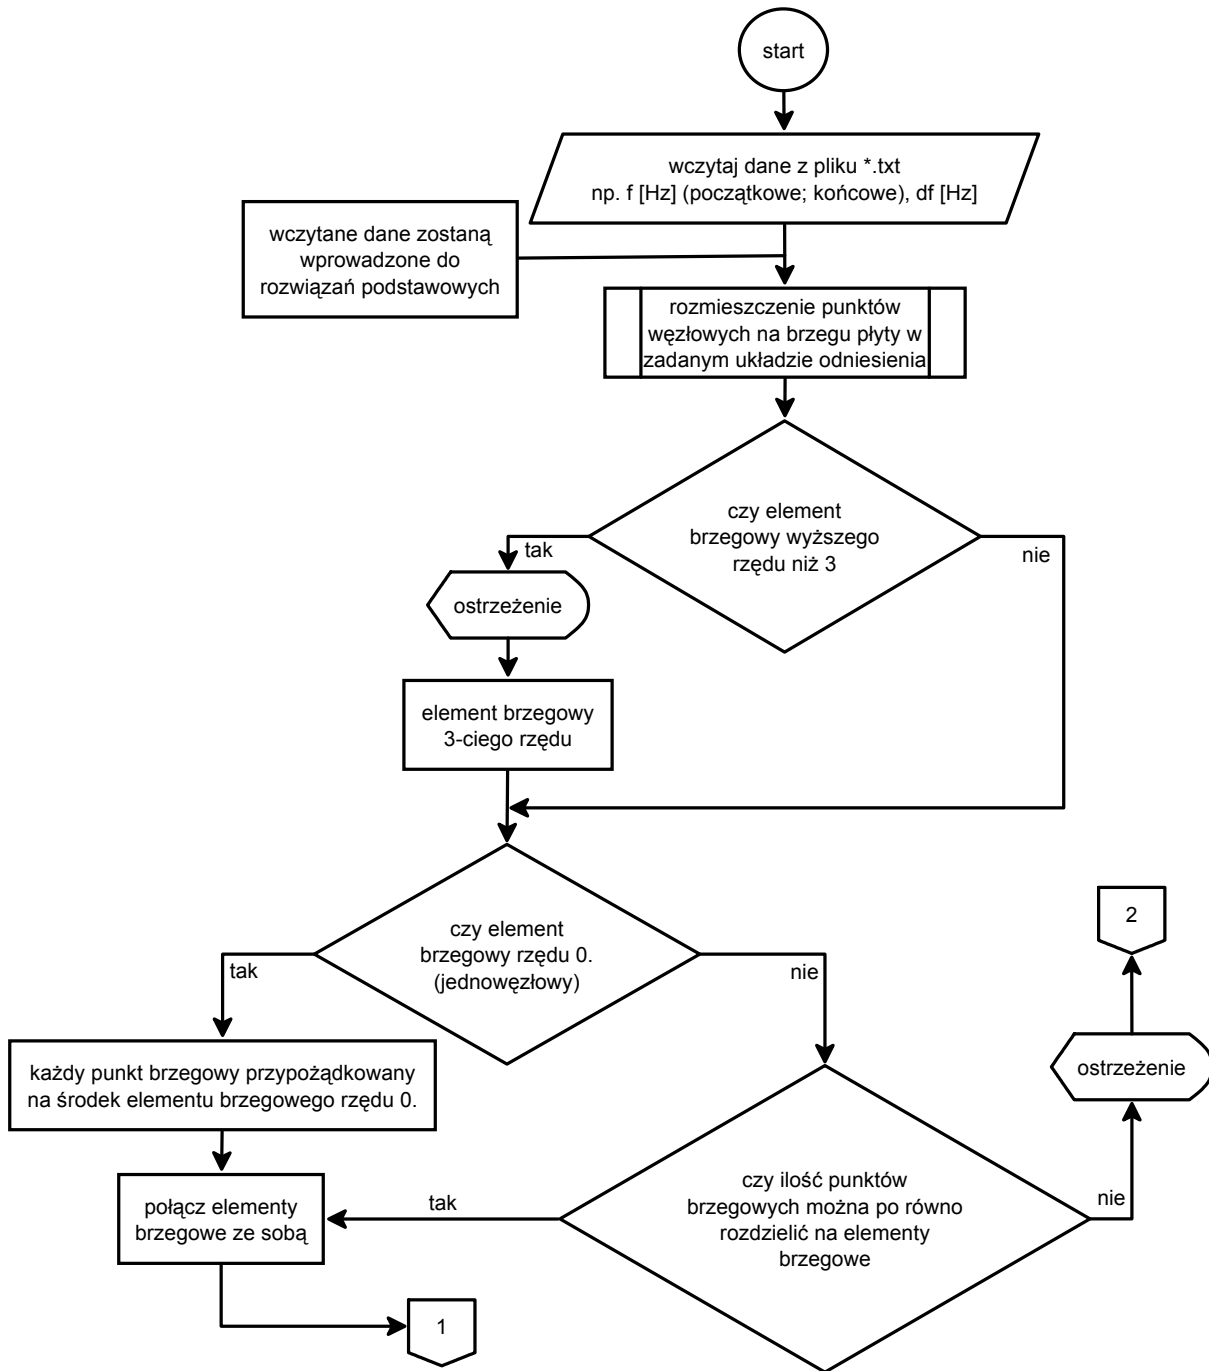 start
wczytaj dane z pliku *.txt
np. f [Hz] (początkowe; końcowe), df [Hz]
wczytane dane zostaną
wprowadzone do
rozwiązań podstawowych
rozmieszczenie punktów
węzłowych na brzegu płyty w
zadanym układzie odniesienia
czy element
brzegowy wyższego
rzędu niż 3
tak
nie
ostrzeżenie
element brzegowy
3-ciego rzędu
czy element
brzegowy rzędu 0.
(jednowęzłowy)
tak
nie
2
ostrzeżenie
każdy punkt brzegowy przypożądkowany
na środek elementu brzegowego rzędu 0.
połącz elementy
brzegowe ze sobą
tak
czy ilość punktów
brzegowych można po równo
rozdzielić na elementy
brzegowe
nie
1